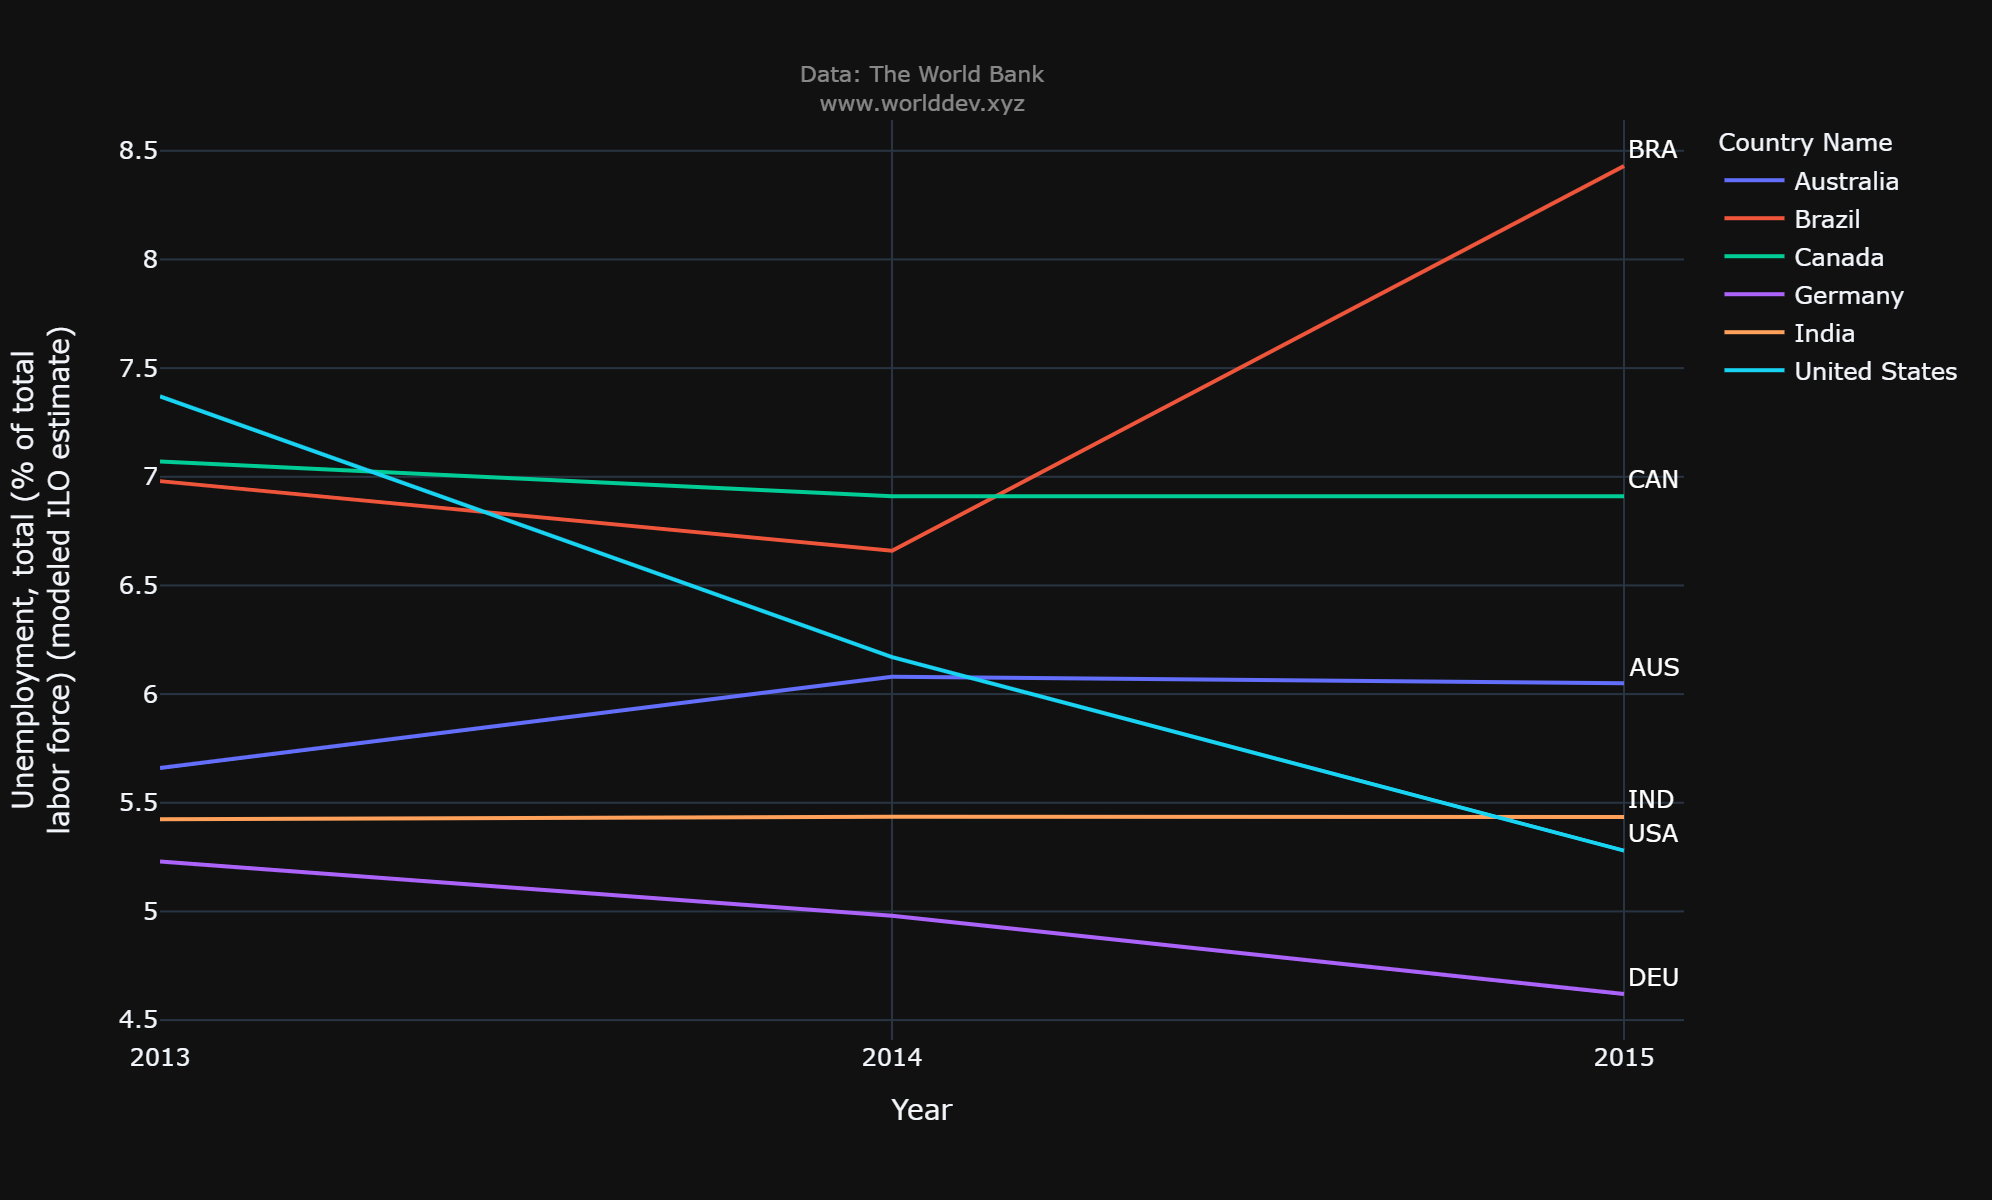 Data: The World Bank
www.worlddev.xyz
Unemployment, total (% of total
labor force) (modeled ILO estimate)
8.5
8
7.5
7
6.5
6
5.5
5
4.5
BRA
CAN
AUS
IND
USA
DEU
2013
2014
2015
Year
Country Name
Australia
Brazil
Canada
Germany
India
United States